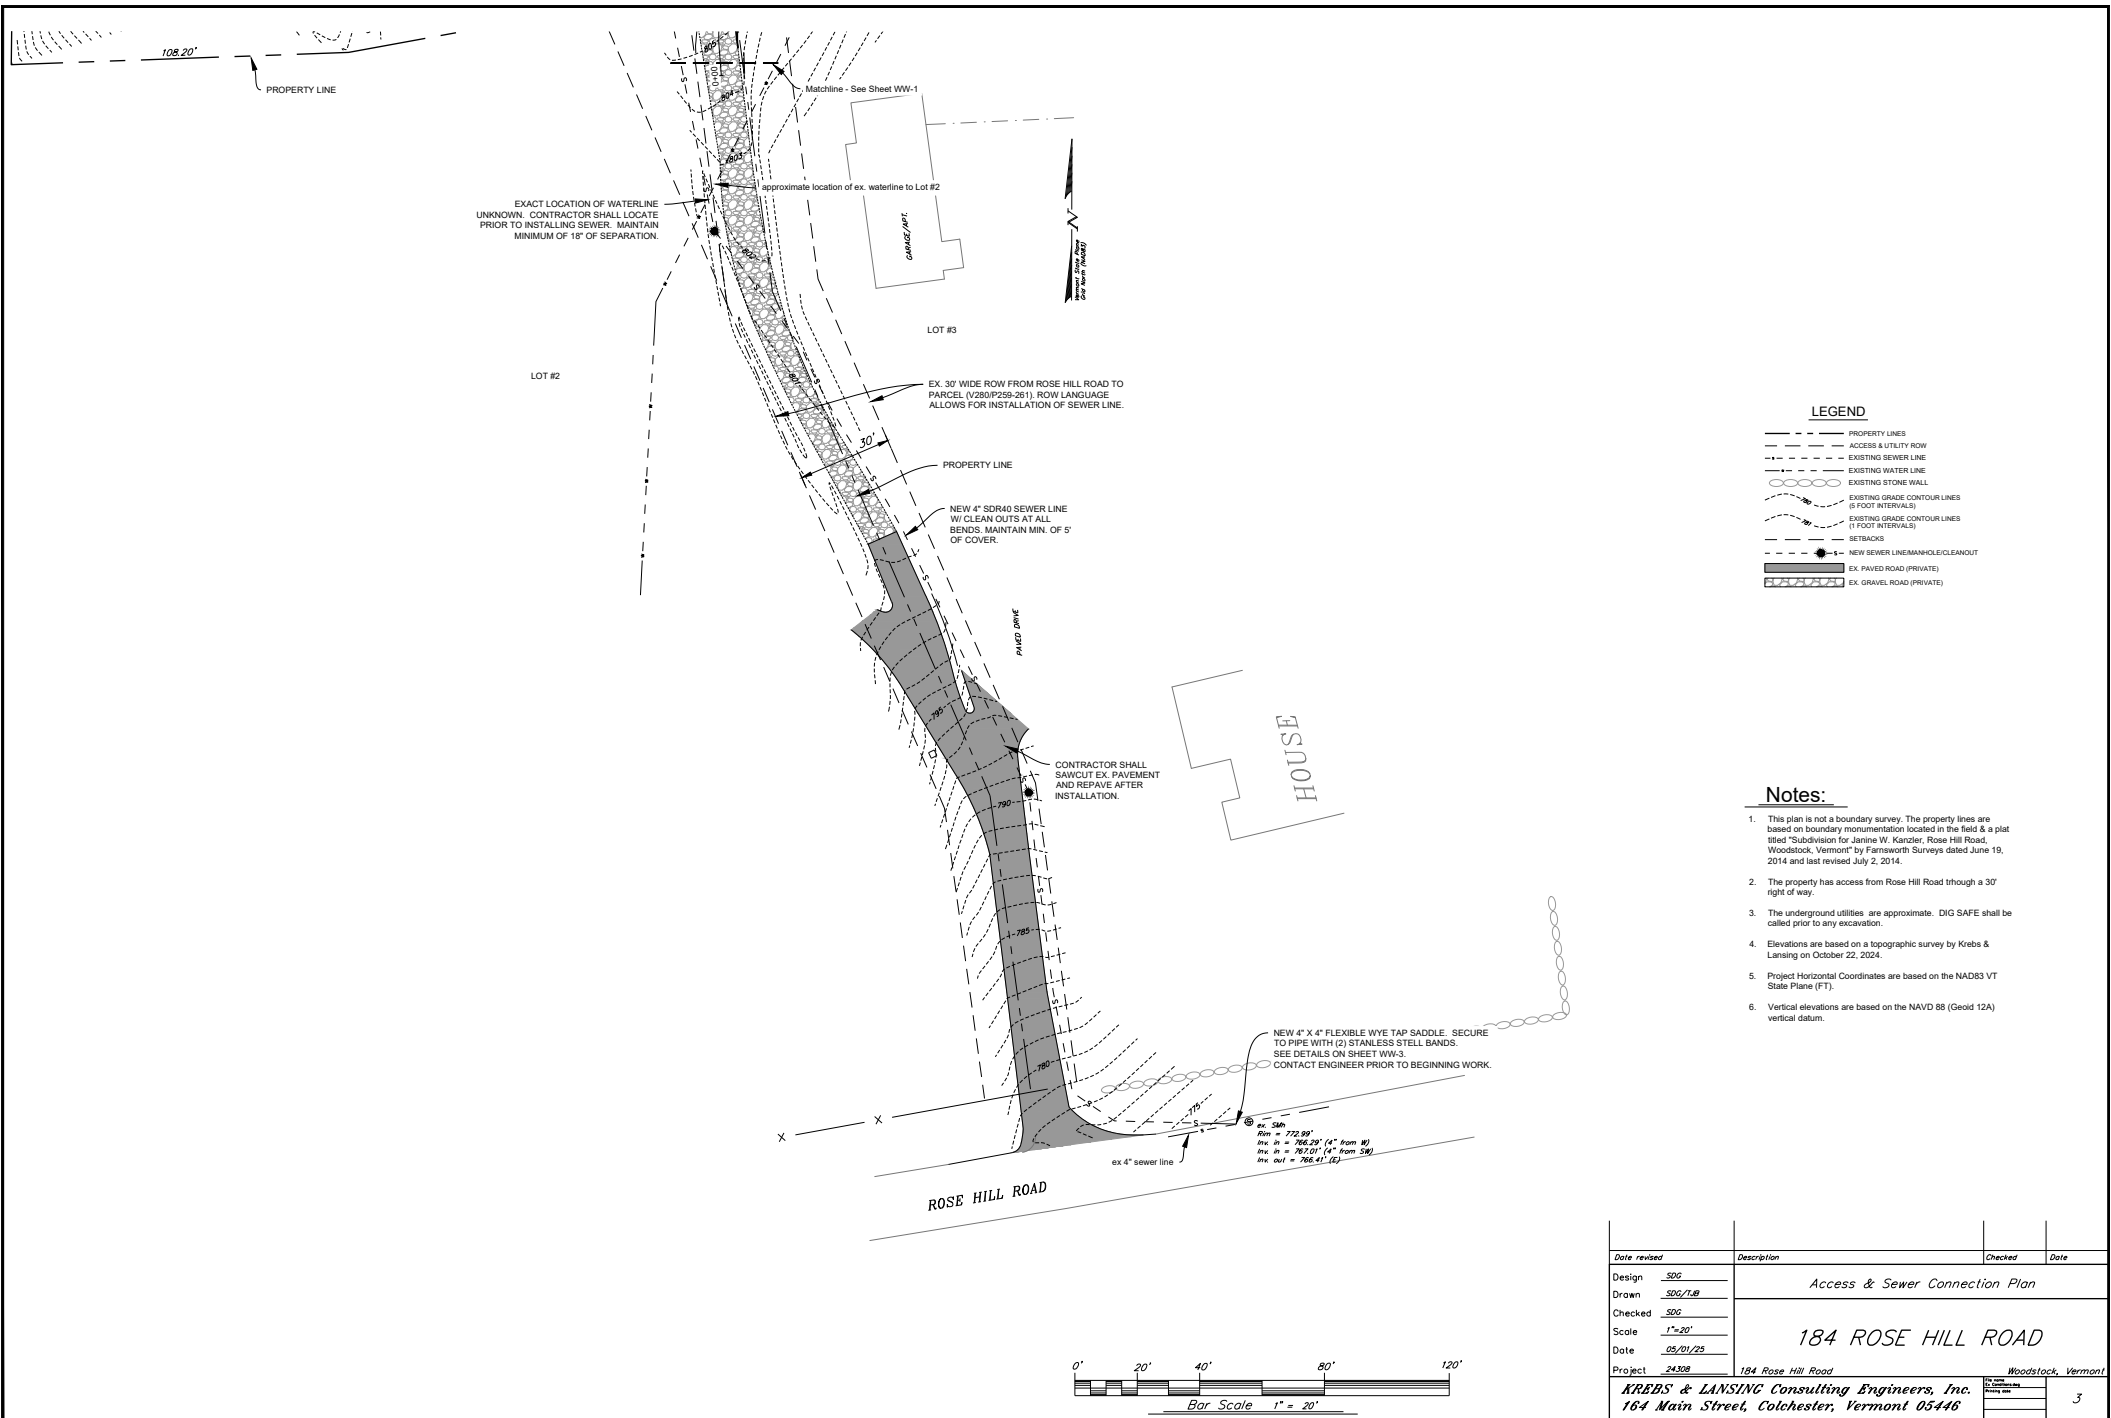 108.20'
PROPERTY LINE
805
0+00
Matchline - See Sheet WW-1
804
803
approximate location of ex. waterline to Lot #2
EXACT LOCATION OF WATERLINE
UNKNOWN. CONTRACTOR SHALL LOCATE
PRIOR TO INSTALLING SEWER. MAINTAIN
MINIMUM OF 18" OF SEPARATION.
GARAGE/APT.
N
Vermont State Plane
Grid North (NAD83)
802
S
LOT #3
LOT #2
801
S
EX. 30' WIDE ROW FROM ROSE HILL ROAD TO
PARCEL (V280/P259-261). ROW LANGUAGE
ALLOWS FOR INSTALLATION OF SEWER LINE.
30'
PROPERTY LINE
S
NEW 4" SDR40 SEWER LINE
W/ CLEAN OUTS AT ALL
BENDS. MAINTAIN MIN. OF 5'
OF COVER.
S
PAVED DRIVE
S
795
HOUSE
CONTRACTOR SHALL
SAWCUT EX. PAVEMENT
AND REPAVE AFTER
INSTALLATION.
S
790
S
785
S
780
NEW 4" X 4" FLEXIBLE WYE TAP SADDLE. SECURE
TO PIPE WITH (2) STANLESS STELL BANDS.
SEE DETAILS ON SHEET WW-3.
CONTACT ENGINEER PRIOR TO BEGINNING WORK.
S
775
X
X
S
ex. SMh
Rim = 772.99'
Inv. in = 766.29' (4" from W)
Inv. in = 767.01' (4" from SW)
Inv. out = 766.41' (E)
ex 4" sewer line
ROSE HILL ROAD
LEGEND
PROPERTY LINES
ACCESS & UTILITY ROW
EXISTING SEWER LINE
EXISTING WATER LINE
EXISTING STONE WALL
780
EXISTING GRADE CONTOUR LINES
(5 FOOT INTERVALS)
781
EXISTING GRADE CONTOUR LINES
(1 FOOT INTERVALS)
SETBACKS
S
NEW SEWER LINE/MANHOLE/CLEANOUT
EX. PAVED ROAD (PRIVATE)
EX. GRAVEL ROAD (PRIVATE)
Notes:
1. This plan is not a boundary survey. The property lines are
based on boundary monumentation located in the field & a plat
titled "Subdivision for Janine W. Kanzler, Rose Hill Road,
Woodstock, Vermont" by Farnsworth Surveys dated June 19,
2014 and last revised July 2, 2014.
2. The property has access from Rose Hill Road trhough a 30'
right of way.
3. The underground utilities are approximate. DIG SAFE shall be
called prior to any excavation.
4. Elevations are based on a topographic survey by Krebs &
Lansing on October 22, 2024.
5. Project Horizontal Coordinates are based on the NAD83 VT
State Plane (FT).
6. Vertical elevations are based on the NAVD 88 (Geoid 12A)
vertical datum.
0' 20' 40' 80' 120'
Bar Scale 1" = 20'
Date revised Description Checked Date
Design SDG
Drawn SDG/TJB
Checked SDG
Scale 1"=20'
Date 05/01/25
Project 24308
Access & Sewer Connection Plan
184 ROSE HILL ROAD
184 Rose Hill Road Woodstock, Vermont
KREBS & LANSING Consulting Engineers, Inc.
164 Main Street, Colchester, Vermont 05446
File name
Ex Conditions.dwg
Printing date
3